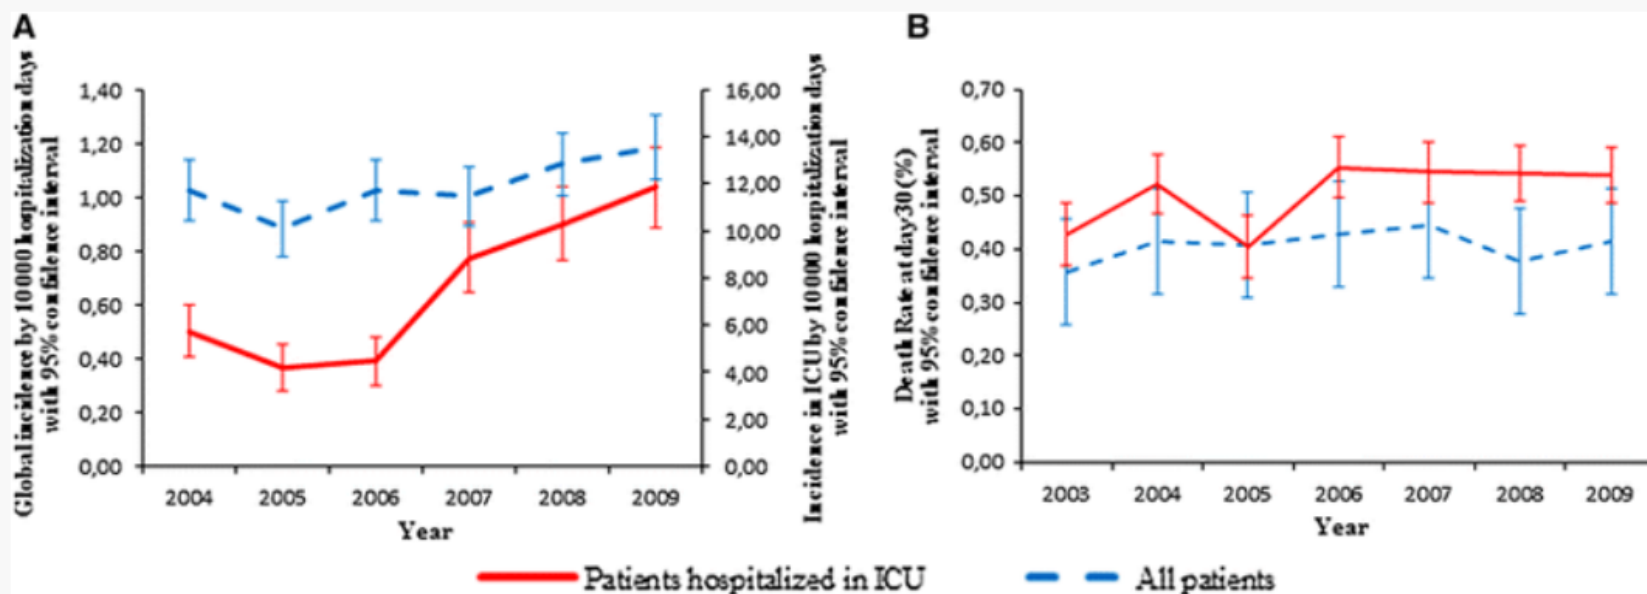 A
Global incidence by 10000 hospitalization days
with 95% confidence interval
1,40
1,20
1,00
0,80
0,60
0,40
0,20
0,00
16,00
14,00
12,00
10,00
8,00
6,00
4,00
2,00
0,00
Incidence in ICU by 10000 hospitalization days
with 95% confidence interval
2004 2005 2006 2007 2008 2009
Year
B
Death Rate at day30(%)
with 95% confidence interval
0,70
0,60
0,50
0,40
0,30
0,20
0,10
0,00
2003 2004 2005 2006 2007 2008 2009
Year
Patients hospitalized in ICU
All patients